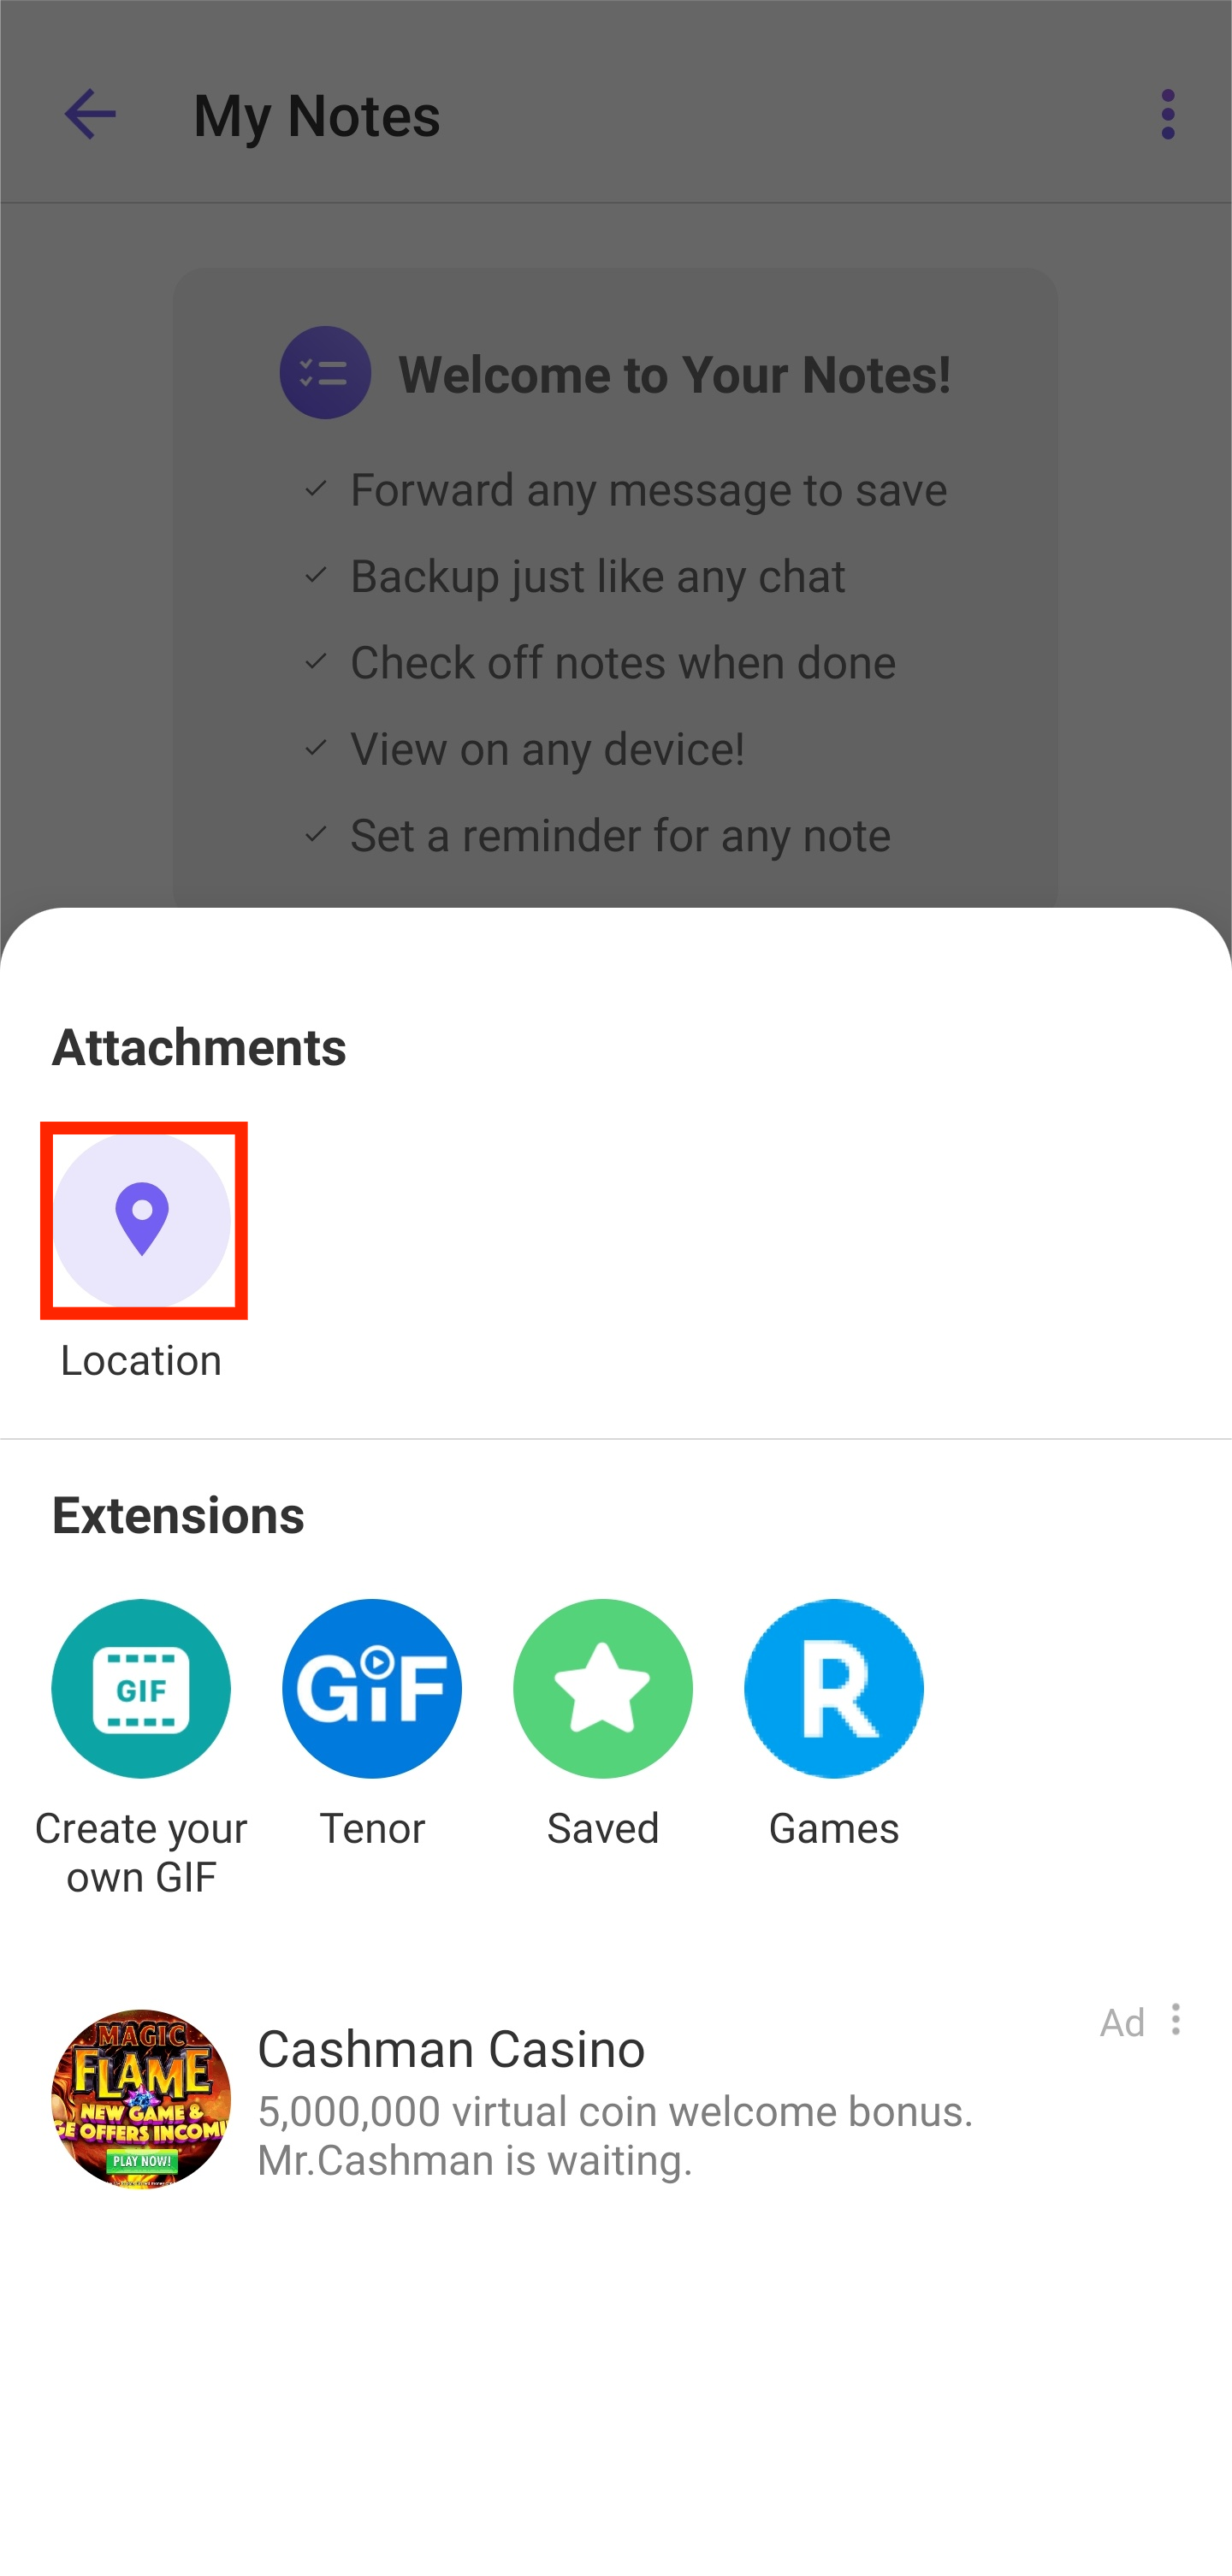 My Notes
Welcome to Your Notes!
Forward any message to save
Backup just like any chat
Check off notes when done
View on any device!
Set a reminder for any note
Attachments
Location
Extensions
GIF
GiF
R
Create your
own GIF
Tenor
Saved
Games
MAGIC
FLAME
NEW GAME &
GE OFFERS INCOMI
PLAY NOW!
Cashman Casino
Ad
5,000,000 virtual coin welcome bonus.
Mr.Cashman is waiting.